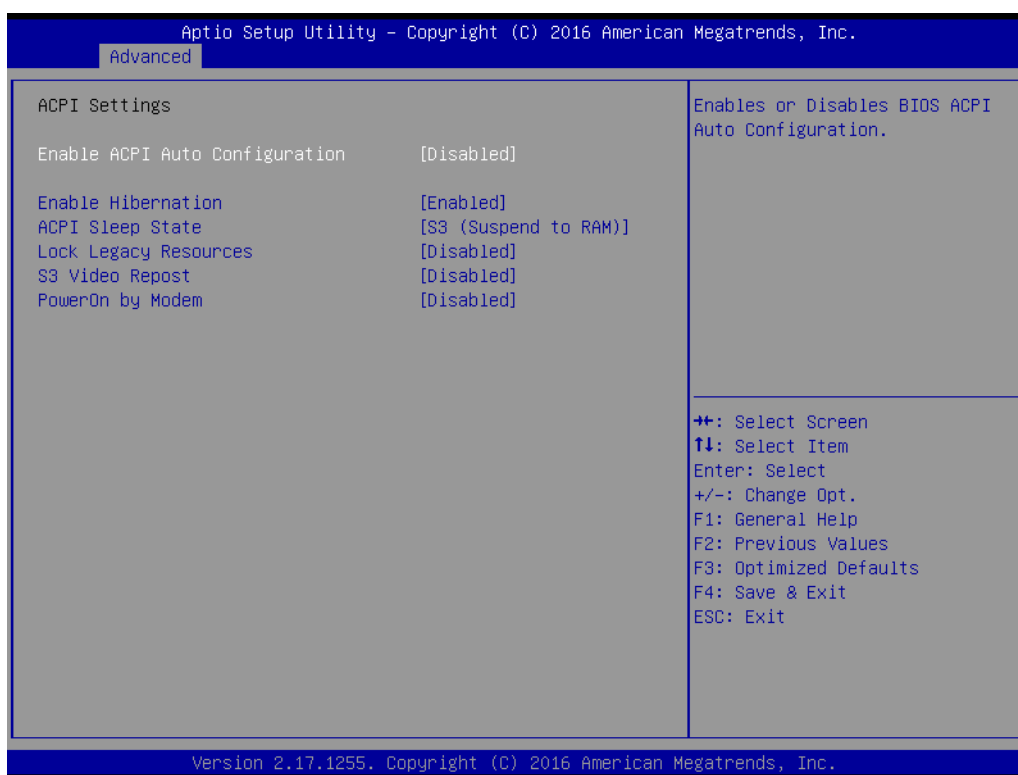 Aptio Setup Utility – Copyright (C) 2016 American Megatrends, Inc.
Advanced
ACPI Settings
Enable ACPI Auto Configuration [Disabled]
Enable Hibernation [Enabled]
ACPI Sleep State [S3 (Suspend to RAM)]
Lock Legacy Resources [Disabled]
S3 Video Repost [Disabled]
PowerOn by Modem [Disabled]
Enables or Disables BIOS ACPI
Auto Configuration.
→←: Select Screen
↑↓: Select Item
Enter: Select
+/-: Change Opt.
F1: General Help
F2: Previous Values
F3: Optimized Defaults
F4: Save & Exit
ESC: Exit
Version 2.17.1255. Copyright (C) 2016 American Megatrends, Inc.